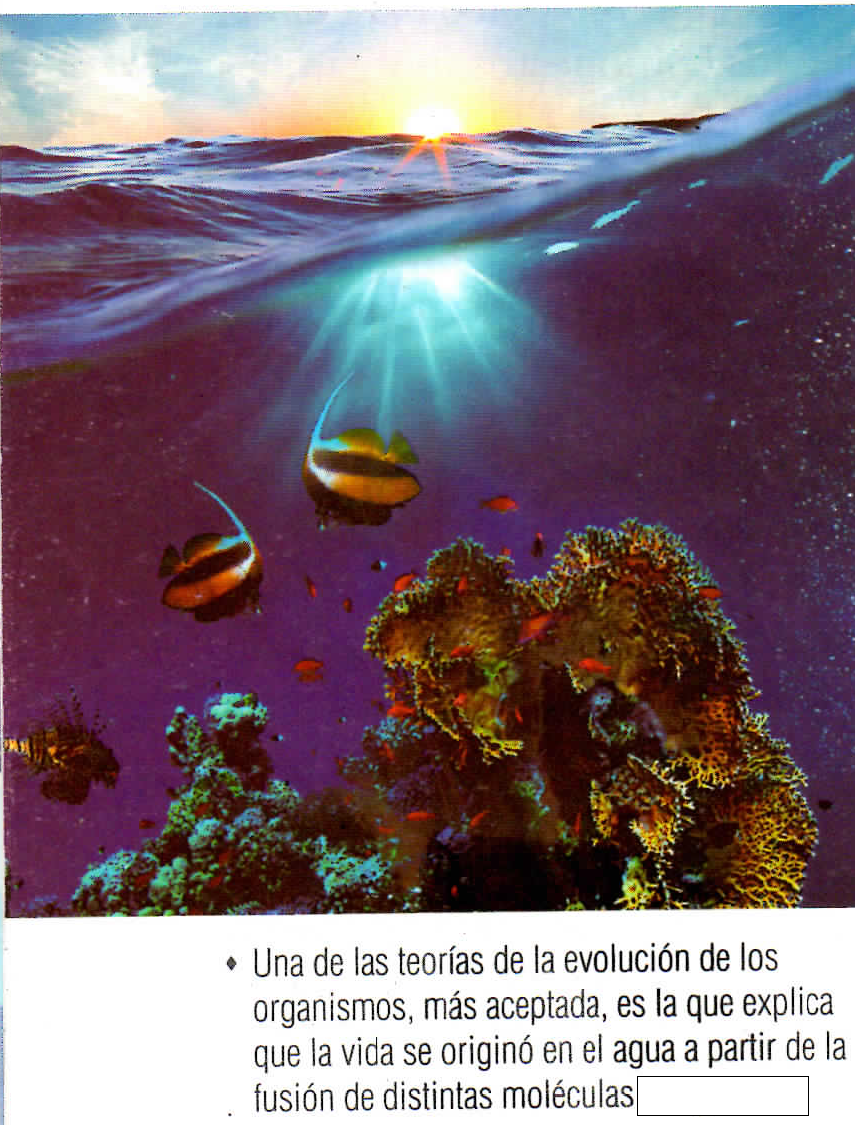 Una de las teorías de la evolución de los
organismos, más aceptada, es la que explica
que la vida se originó en el agua a partir de la
fusión de distintas moléculas